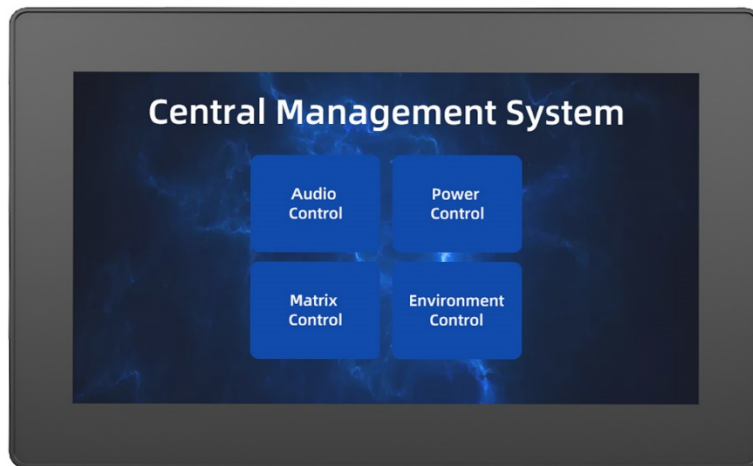 Central Management System
Audio
Control
Power
Control
Matrix
Control
Environment
Control